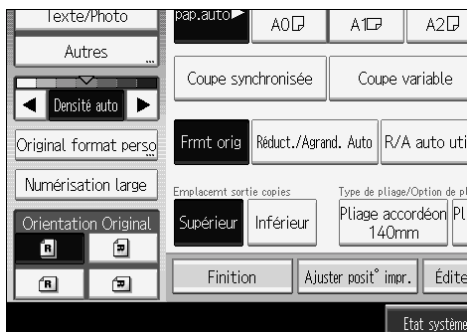 Texte/Photo
Autres
Densité auto
Original format perso
Numérisation large
Orientation Original
R R
R R
pap.auto A0 A1 A2
Coupe synchronisée Coupe variable
Frmt orig Réduct./Agrand. Auto R/A auto uti
Emplacemt sortie copies Type de pliage/Option de pl
Supérieur Inférieur Pliage accordéon Pl
140mm
Finition Ajuster posit° impr. Édite
Etat système